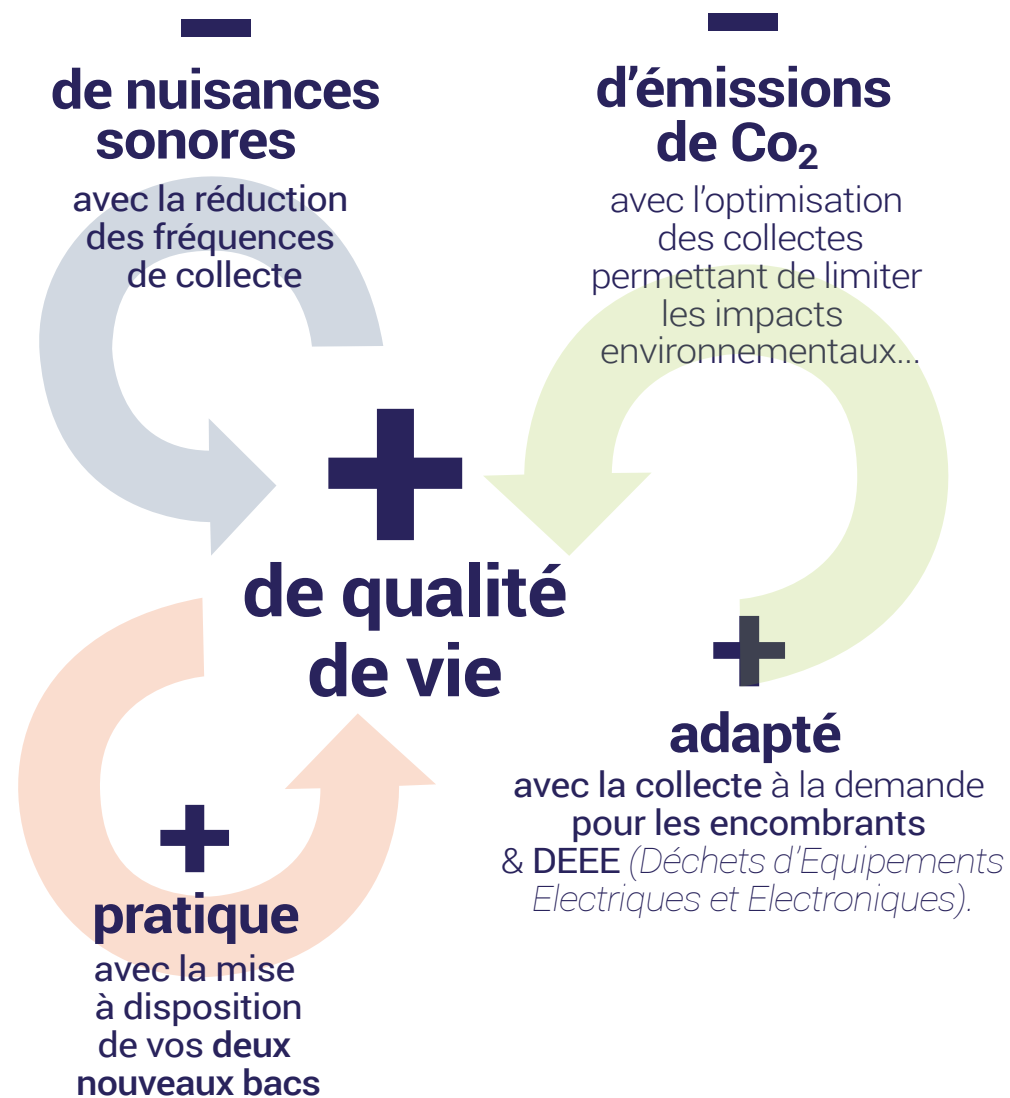 −
de nuisances
sonores
avec la réduction
des fréquences
de collecte
−
d'émissions
de Co₂
avec l'optimisation
des collectes
permettant de limiter
les impacts
environnementaux...
+
de qualité
de vie
+
pratique
avec la mise
à disposition
de vos deux
nouveaux bacs
+
adapté
avec la collecte à la demande
pour les encombrants
& DEEE (Déchets d'Equipements
Electriques et Electroniques).